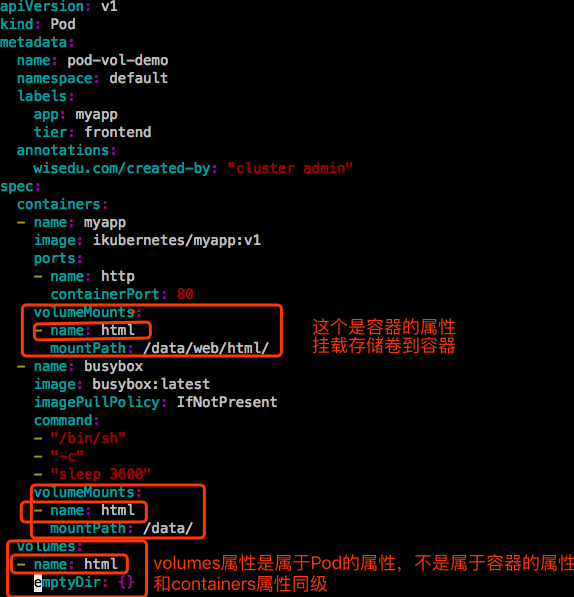 apiVersion: v1
kind: Pod
metadata:
  name: pod-vol-demo
  namespace: default
  labels:
    app: myapp
    tier: frontend
  annotations:
    wisedu.com/created-by: "cluster admin"
spec:
  containers:
  - name: myapp
    image: ikubernetes/myapp:v1
    ports:
    - name: http
      containerPort: 80
    volumeMounts:
    - name: html
      mountPath: /data/web/html/
这个是容器的属性
挂载存储卷到容器
  - name: busybox
    image: busybox:latest
    imagePullPolicy: IfNotPresent
    command:
    - "/bin/sh"
    - "-c"
    - "sleep 3600"
    volumeMounts:
    - name: html
      mountPath: /data/
  volumes:
  - name: html
    emptyDir: {}
volumes属性是属于Pod的属性，不是属于容器的属性
和containers属性同级